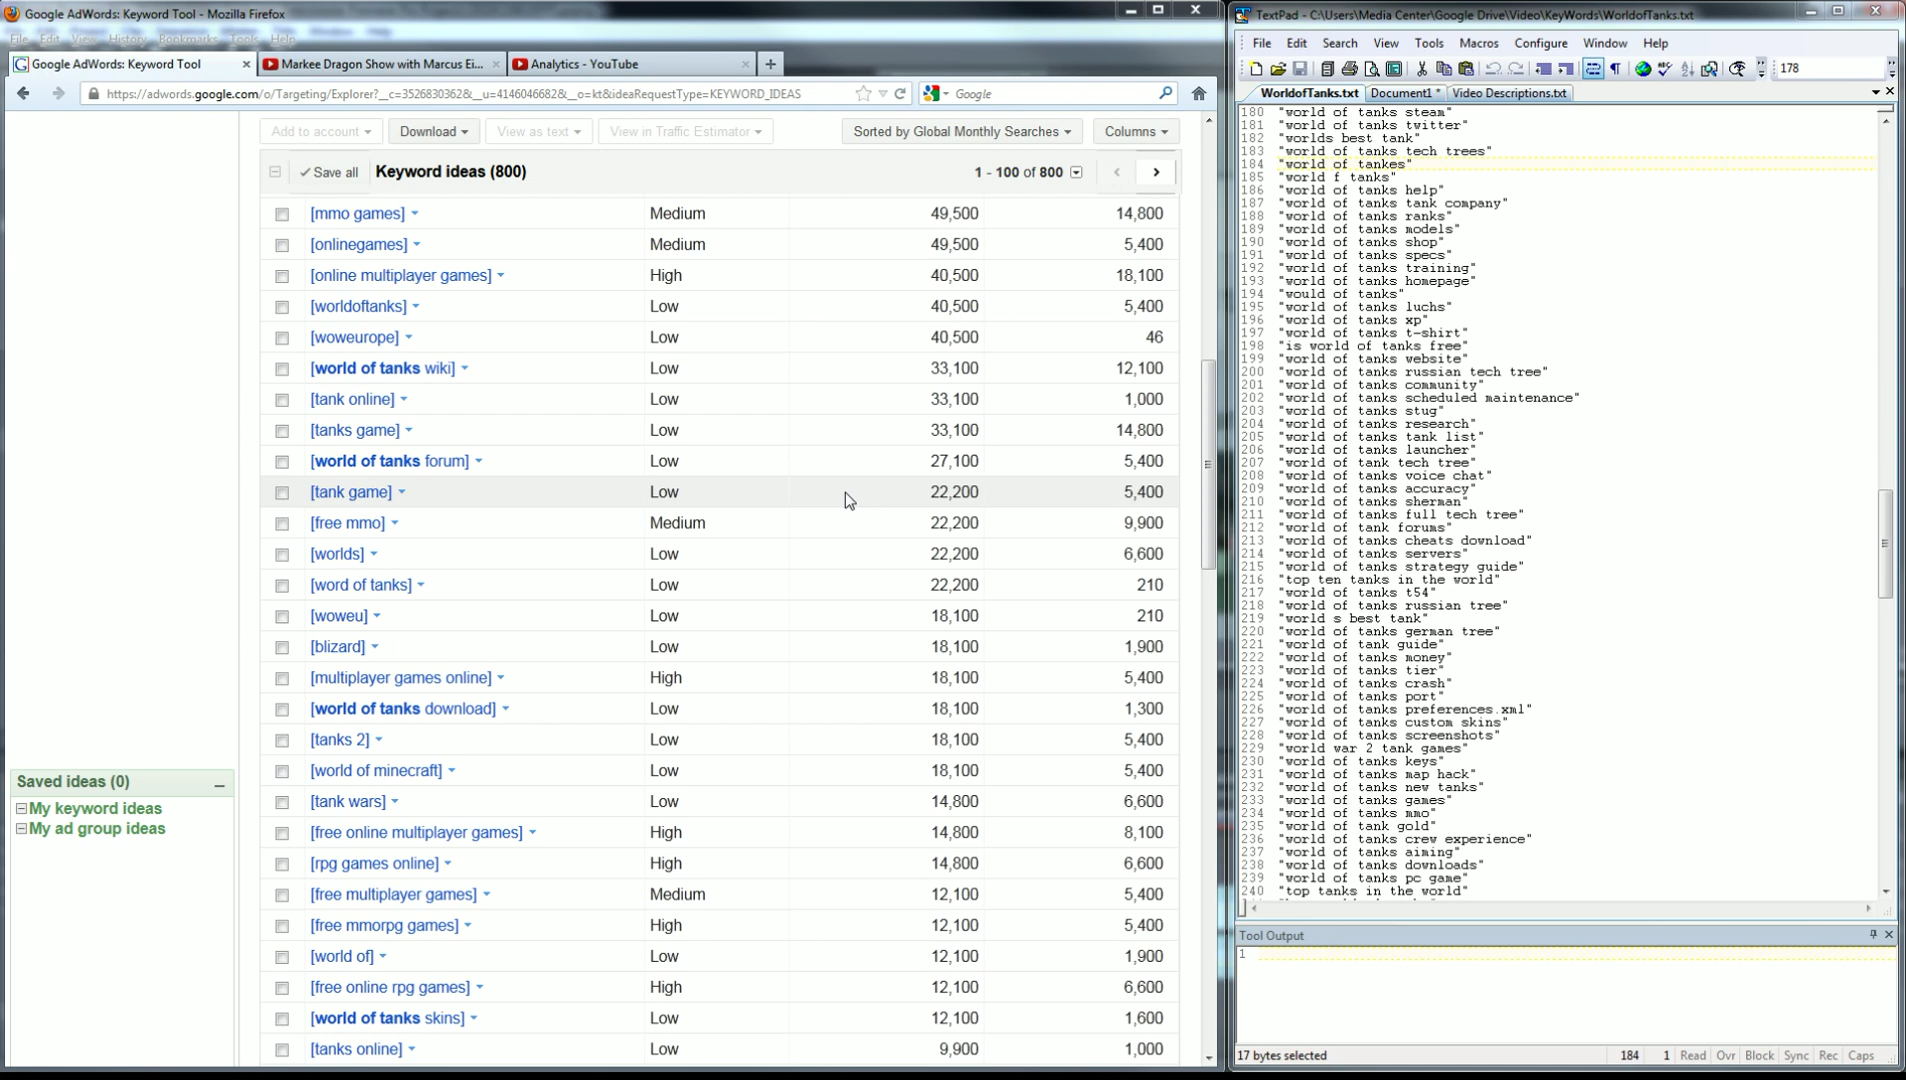 Google AdWords: Keyword Tool - Mozilla Firefox
File Edit View History Bookmarks Tools Help
Google AdWords: Keyword Tool
Markee Dragon Show with Marcus Ei...
Analytics - YouTube
https://adwords.google.com/o/Targeting/Explorer?__c=3526830362&__u=4146046682&__o=kt&ideaRequestType=KEYWORD_IDEAS
Google
Add to account
Download
View as text
View in Traffic Estimator
Sorted by Global Monthly Searches
Columns
Save all
Keyword ideas (800)
1 - 100 of 800
[mmo games] Medium 49,500 14,800
[onlinegames] Medium 49,500 5,400
[online multiplayer games] High 40,500 18,100
[worldoftanks] Low 40,500 5,400
[woweurope] Low 40,500 46
[world of tanks wiki] Low 33,100 12,100
[tank online] Low 33,100 1,000
[tanks game] Low 33,100 14,800
[world of tanks forum] Low 27,100 5,400
[tank game] Low 22,200 5,400
[free mmo] Medium 22,200 9,900
[worlds] Low 22,200 6,600
[word of tanks] Low 22,200 210
[woweu] Low 18,100 210
[blizard] Low 18,100 1,900
[multiplayer games online] High 18,100 5,400
[world of tanks download] Low 18,100 1,300
[tanks 2] Low 18,100 5,400
[world of minecraft] Low 18,100 5,400
[tank wars] Low 14,800 6,600
[free online multiplayer games] High 14,800 8,100
[rpg games online] High 14,800 6,600
[free multiplayer games] Medium 12,100 5,400
[free mmorpg games] High 12,100 5,400
[world of] Low 12,100 1,900
[free online rpg games] High 12,100 6,600
[world of tanks skins] Low 12,100 1,600
[tanks online] Low 9,900 1,000
Saved ideas (0)
My keyword ideas
My ad group ideas
TextPad - C:\Users\Media Center\Google Drive\Video\KeyWords\WorldofTanks.txt
File Edit Search View Tools Macros Configure Window Help
178
WorldofTanks.txt
Document1 *
Video Descriptions.txt
180 "world of tanks steam"
181 "world of tanks twitter"
182 "worlds best tank"
183 "world of tanks tech trees"
184 "world of tankes"
185 "world f tanks"
186 "world of tanks help"
187 "world of tanks tank company"
188 "world of tanks ranks"
189 "world of tanks models"
190 "world of tanks shop"
191 "world of tanks specs"
192 "world of tanks training"
193 "world of tanks homepage"
194 "would of tanks"
195 "world of tanks luchs"
196 "world of tanks xp"
197 "world of tanks t-shirt"
198 "is world of tanks free"
199 "world of tanks website"
200 "world of tanks russian tech tree"
201 "world of tanks community"
202 "world of tanks scheduled maintenance"
203 "world of tanks stug"
204 "world of tanks research"
205 "world of tanks tank list"
206 "world of tanks launcher"
207 "world of tank tech tree"
208 "world of tanks voice chat"
209 "world of tanks accuracy"
210 "world of tanks sherman"
211 "world of tanks full tech tree"
212 "world of tank forums"
213 "world of tanks cheats download"
214 "world of tanks servers"
215 "world of tanks strategy guide"
216 "top ten tanks in the world"
217 "world of tanks t54"
218 "world of tanks russian tree"
219 "world s best tank"
220 "world of tanks german tree"
221 "world of tank guide"
222 "world of tanks money"
223 "world of tanks tier"
224 "world of tanks crash"
225 "world of tanks port"
226 "world of tanks preferences.xml"
227 "world of tanks custom skins"
228 "world of tanks screenshots"
229 "world war 2 tank games"
230 "world of tanks keys"
231 "world of tanks map hack"
232 "world of tanks new tanks"
233 "world of tanks games"
234 "world of tanks mmo"
235 "world of tank gold"
236 "world of tanks crew experience"
237 "world of tanks aiming"
238 "world of tanks downloads"
239 "world of tanks pc game"
240 "top tanks in the world"
Tool Output
1
17 bytes selected
184 1 Read Ovr Block Sync Rec Caps